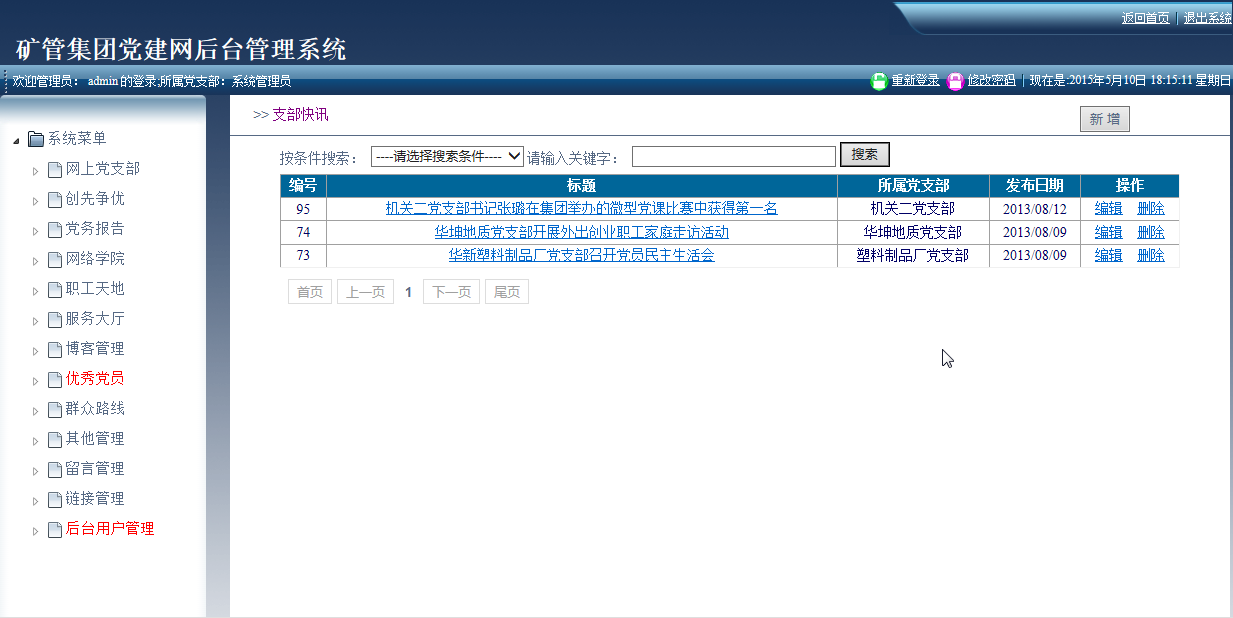 返回首页 | 退出系统
矿管集团党建网后台管理系统
欢迎管理员： admin 的登录;所属党支部：系统管理员
重新登录 修改密码 | 现在是:2015年5月10日 18:15:11 星期日
系统菜单
网上党支部
创先争优
党务报告
网络学院
职工天地
服务大厅
博客管理
优秀党员
群众路线
其他管理
留言管理
链接管理
后台用户管理
>> 支部快讯
新 增
按条件搜索： ----请选择搜索条件---- 请输入关键字： 搜索
编号 标题 所属党支部 发布日期 操作
95 机关二党支部书记张璐在集团举办的微型党课比赛中获得第一名 机关二党支部 2013/08/12 编辑 删除
74 华坤地质党支部开展外出创业职工家庭走访活动 华坤地质党支部 2013/08/09 编辑 删除
73 华新塑料制品厂党支部召开党员民主生活会 塑料制品厂党支部 2013/08/09 编辑 删除
首页 上一页 1 下一页 尾页